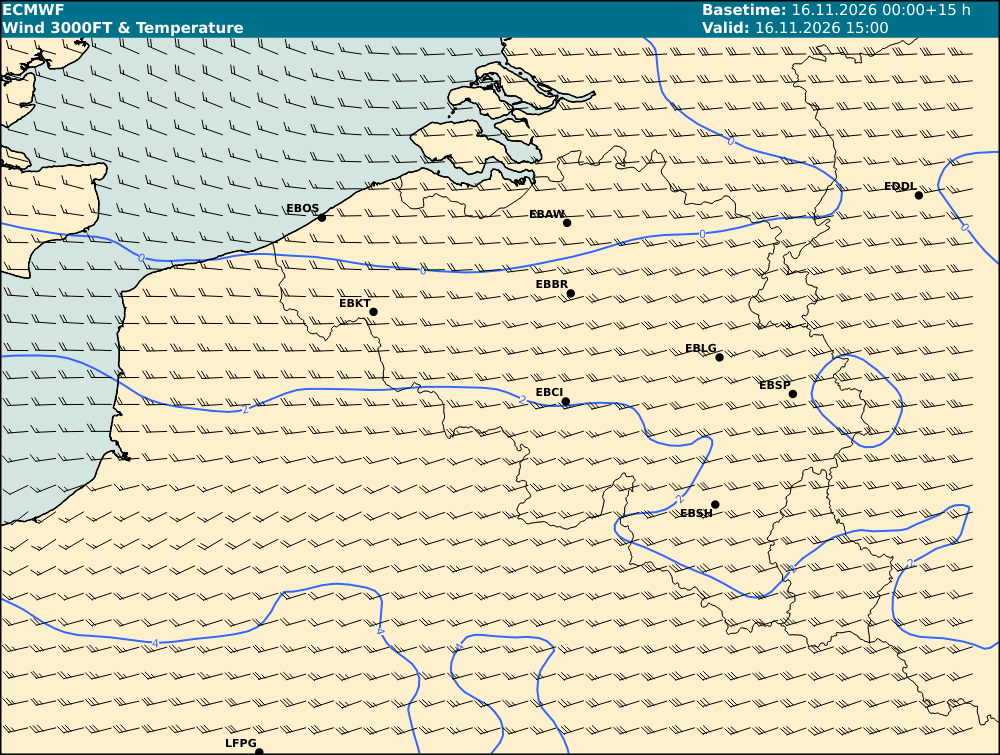 ECMWF
Wind 3000FT & Temperature
Basetime: 16.11.2026 00:00+15 h
Valid: 16.11.2026 15:00
0
EDDL
EBOS
EBAW
0
0
0
0
EBBR
EBKT
EBLG
EBSP
EBCI
2
2
2
EBSH
2
2
4
4
4
LFPG